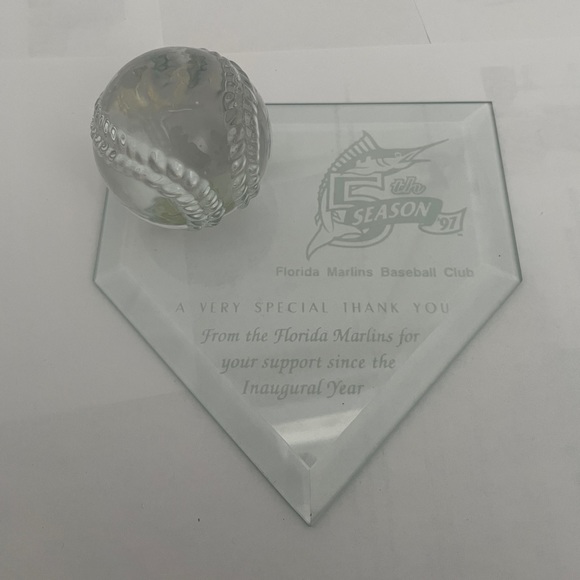 5th
SEASON '97
Florida Marlins Baseball Club
A VERY SPECIAL THANK YOU
From the Florida Marlins for
your support since the
Inaugural Year